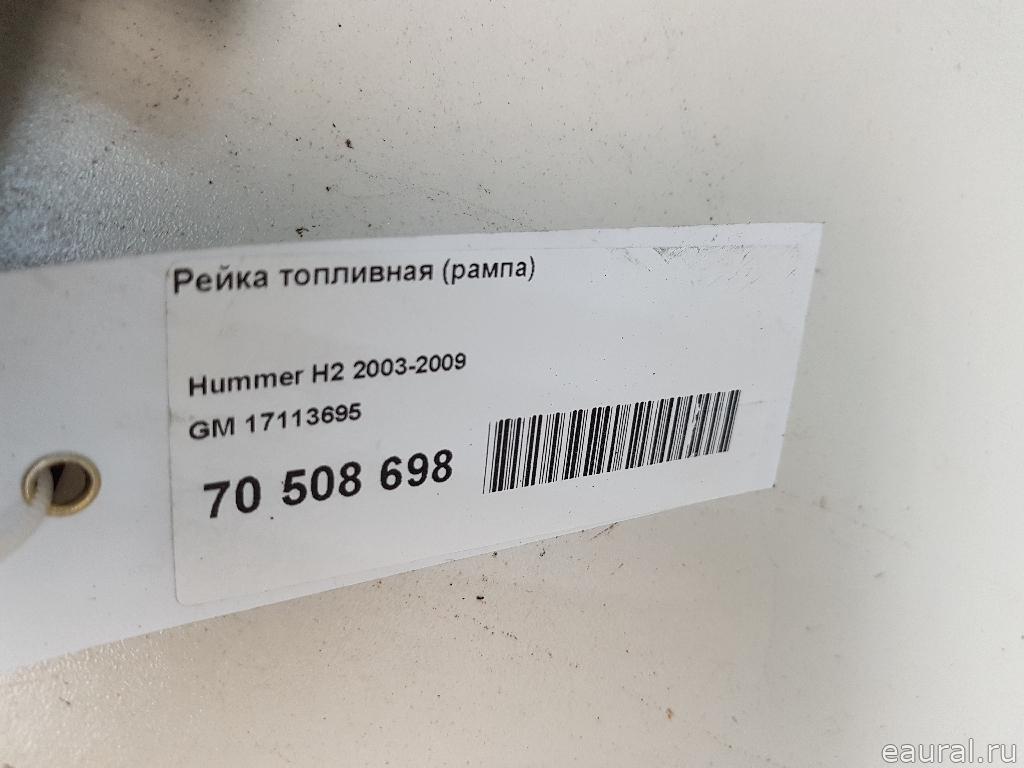 Рейка топливная (рампа)
Hummer H2 2003-2009
GM 17113695
70 508 698
eaural.ru